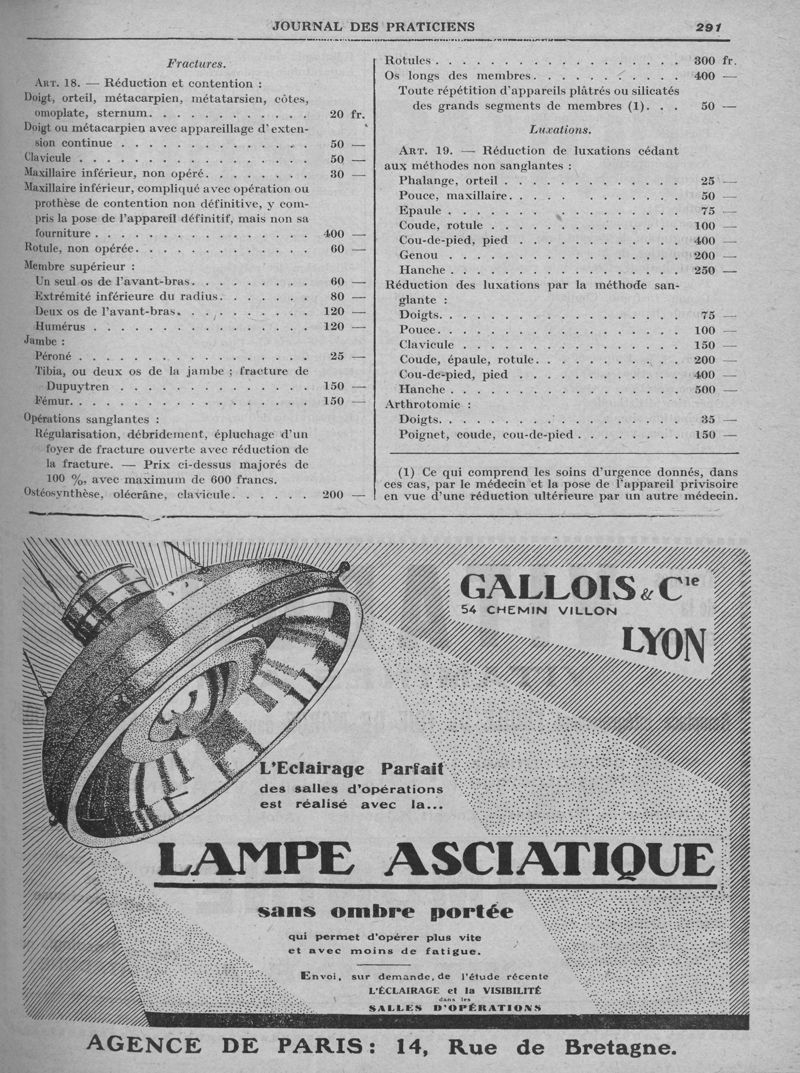 JOURNAL DES PRATICIENS 291
Fractures.
ART. 18. — Réduction et contention :
Doigt, orteil, métacarpien, métatarsien, côtes,
omoplate, sternum. . . . . . . . . . . . 20 fr.
Doigt ou métacarpien avec appareillage d'exten-
sion continue . . . . . . . . . . . . . . 50 —
Clavicule . . . . . . . . . . . . . . . . 50 —
Maxillaire inférieur, non opéré. . . . . . . 30 —
Maxillaire inférieur, compliqué avec opération ou
prothèse de contention non définitive, y com-
pris la pose de l'appareil définitif, mais non sa
fourniture . . . . . . . . . . . . . . . 400 —
Rotule, non opérée. . . . . . . . . . . . 60 —
Membre supérieur :
Un seul os de l'avant-bras. . . . . . . . 60 —
Extrémité inférieure du radius. . . . . . 80 —
Deux os de l'avant-bras. . . . . . . . . 120 —
Humérus . . . . . . . . . . . . . . . 120 —
Jambe :
Péroné . . . . . . . . . . . . . . . . 25 —
Tibia, ou deux os de la jambe ; fracture de
Dupuytren . . . . . . . . . . . . . . 150 —
Fémur. . . . . . . . . . . . . . . . . 150 —
Opérations sanglantes :
Régularisation, débridement, épluchage d'un
foyer de fracture ouverte avec réduction de
la fracture. — Prix ci-dessus majorés de
100 %, avec maximum de 600 francs.
Ostéosynthèse, olécrâne, clavicule. . . . . . 200 —
Rotules . . . . . . . . . . . . . . . . . 300 fr.
Os longs des membres. . . . . . . . . . . 400 —
Toute répétition d'appareils plâtrés ou silicatés
des grands segments de membres (1). . . 50 —
Luxations.
ART. 19. — Réduction de luxations cédant
aux méthodes non sanglantes :
Phalange, orteil . . . . . . . . . . . . . 25 —
Pouce, maxillaire. . . . . . . . . . . . . 50 —
Epaule . . . . . . . . . . . . . . . . . 75 —
Coude, rotule . . . . . . . . . . . . . . 100 —
Cou-de-pied, pied . . . . . . . . . . . . 400 —
Genou . . . . . . . . . . . . . . . . . 200 —
Hanche . . . . . . . . . . . . . . . . . 250 —
Réduction des luxations par la méthode san-
glante :
Doigts. . . . . . . . . . . . . . . . . . 75 —
Pouce. . . . . . . . . . . . . . . . . . 100 —
Clavicule . . . . . . . . . . . . . . . . 150 —
Coude, épaule, rotule. . . . . . . . . . . 200 —
Cou-de-pied, pied . . . . . . . . . . . . 400 —
Hanche . . . . . . . . . . . . . . . . . 500 —
Arthrotomie :
Doigts. . . . . . . . . . . . . . . . . . 35 —
Poignet, coude, cou-de-pied . . . . . . . . 150 —
(1) Ce qui comprend les soins d'urgence donnés, dans
ces cas, par le médecin et la pose de l'appareil privisoire
en vue d'une réduction ultérieure par un autre médecin.
GALLOIS & Cie
54 CHEMIN VILLON
LYON
L'Eclairage Parfait
des salles d'opérations
est réalisé avec la...
LAMPE ASCIATIQUE
sans ombre portée
qui permet d'opérer plus vite
et avec moins de fatigue.
Envoi, sur demande, de l'étude récente
L'ÉCLAIRAGE et la VISIBILITÉ
dans les
SALLES D'OPÉRATIONS
AGENCE DE PARIS : 14, Rue de Bretagne.